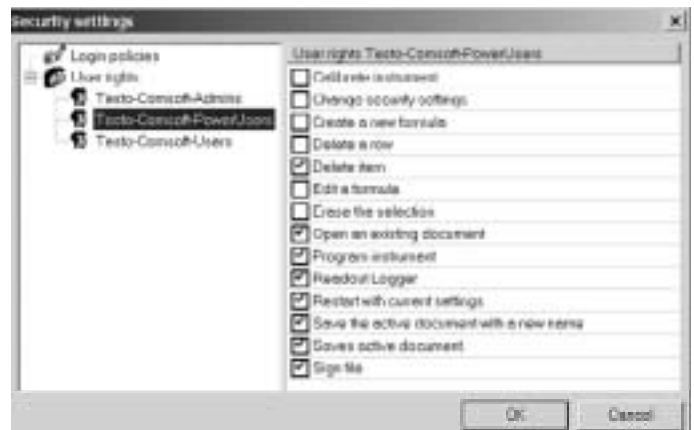 Security settings
Login policies
User rights
Testo-Comsoft-Admins
Testo-Comsoft-PowerUsers
Testo-Comsoft-Users
User rights Testo-Comsoft-PowerUsers
Calibrate instrument
Change security settings
Create a new formula
Delete a row
Delete item
Edit a formula
Erase the selection
Open an existing document
Program instrument
Readout Logger
Restart with current settings
Save the active document with a new name
Saves active document
Sign file
OK
Cancel